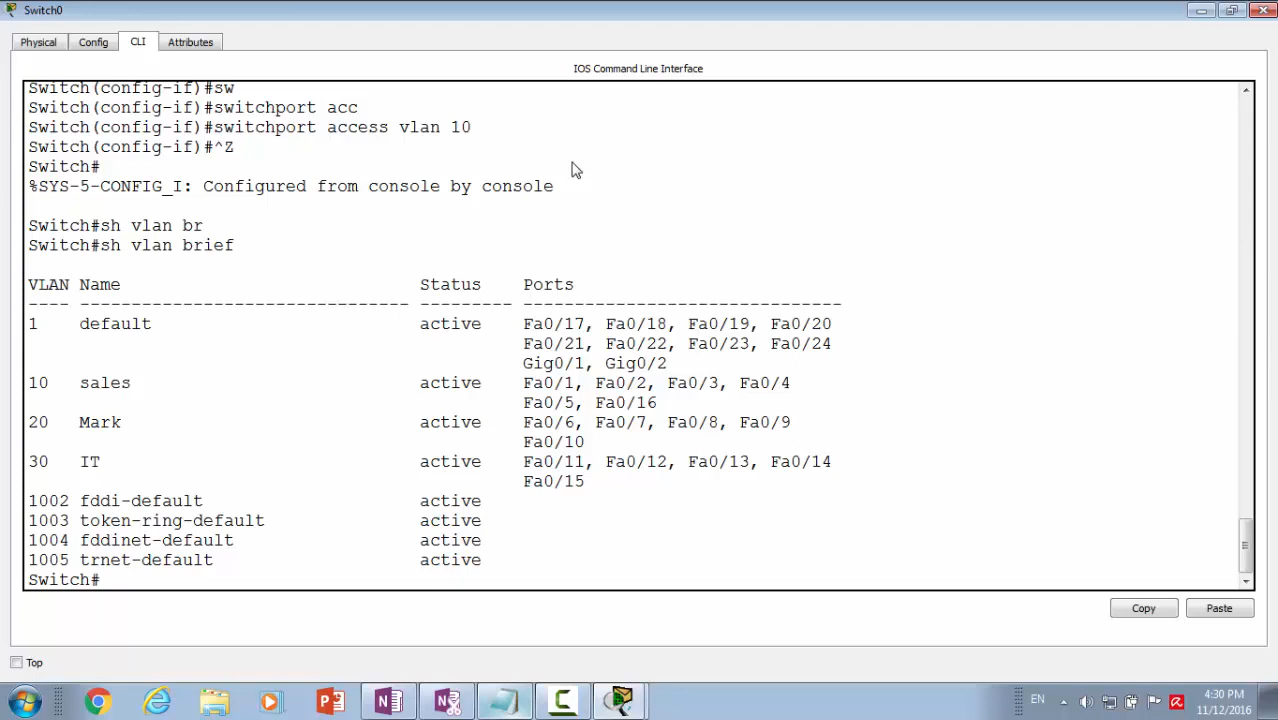 Switch0
Physical Config CLI Attributes
IOS Command Line Interface
Switch(config-if)#sw
Switch(config-if)#switchport acc
Switch(config-if)#switchport access vlan 10
Switch(config-if)#^Z
Switch#
%SYS-5-CONFIG_I: Configured from console by console
Switch#sh vlan br
Switch#sh vlan brief
VLAN Name Status Ports
---- -------------------------------- --------- -------------------------------
1 default active Fa0/17, Fa0/18, Fa0/19, Fa0/20
Fa0/21, Fa0/22, Fa0/23, Fa0/24
Gig0/1, Gig0/2
10 sales active Fa0/1, Fa0/2, Fa0/3, Fa0/4
Fa0/5, Fa0/16
20 Mark active Fa0/6, Fa0/7, Fa0/8, Fa0/9
Fa0/10
30 IT active Fa0/11, Fa0/12, Fa0/13, Fa0/14
Fa0/15
1002 fddi-default active
1003 token-ring-default active
1004 fddinet-default active
1005 trnet-default active
Switch#
Copy Paste
Top
EN 4:30 PM
11/12/2016